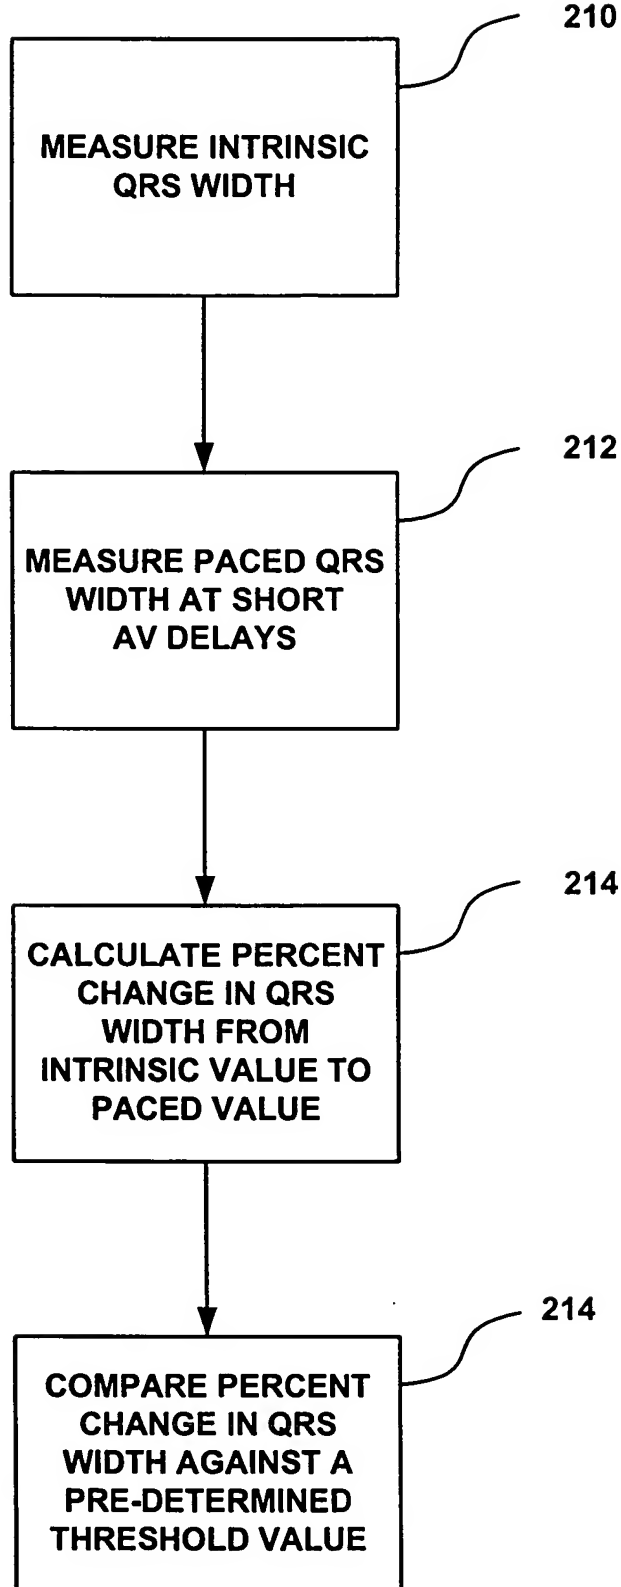 210
MEASURE INTRINSIC
QRS WIDTH
212
MEASURE PACED QRS
WIDTH AT SHORT
AV DELAYS
214
CALCULATE PERCENT
CHANGE IN QRS
WIDTH FROM
INTRINSIC VALUE TO
PACED VALUE
214
COMPARE PERCENT
CHANGE IN QRS
WIDTH AGAINST A
PRE-DETERMINED
THRESHOLD VALUE